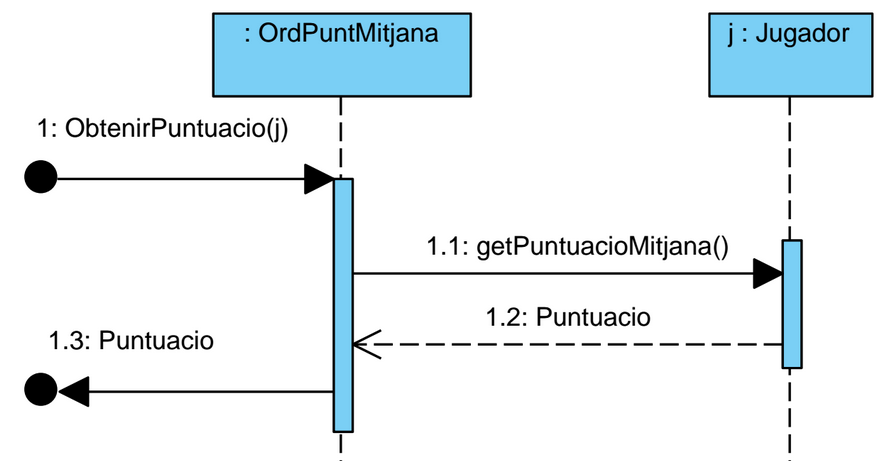 : OrdPuntMitjana
j : Jugador
1: ObtenirPuntuacio(j)
1.1: getPuntuacioMitjana()
1.2: Puntuacio
1.3: Puntuacio